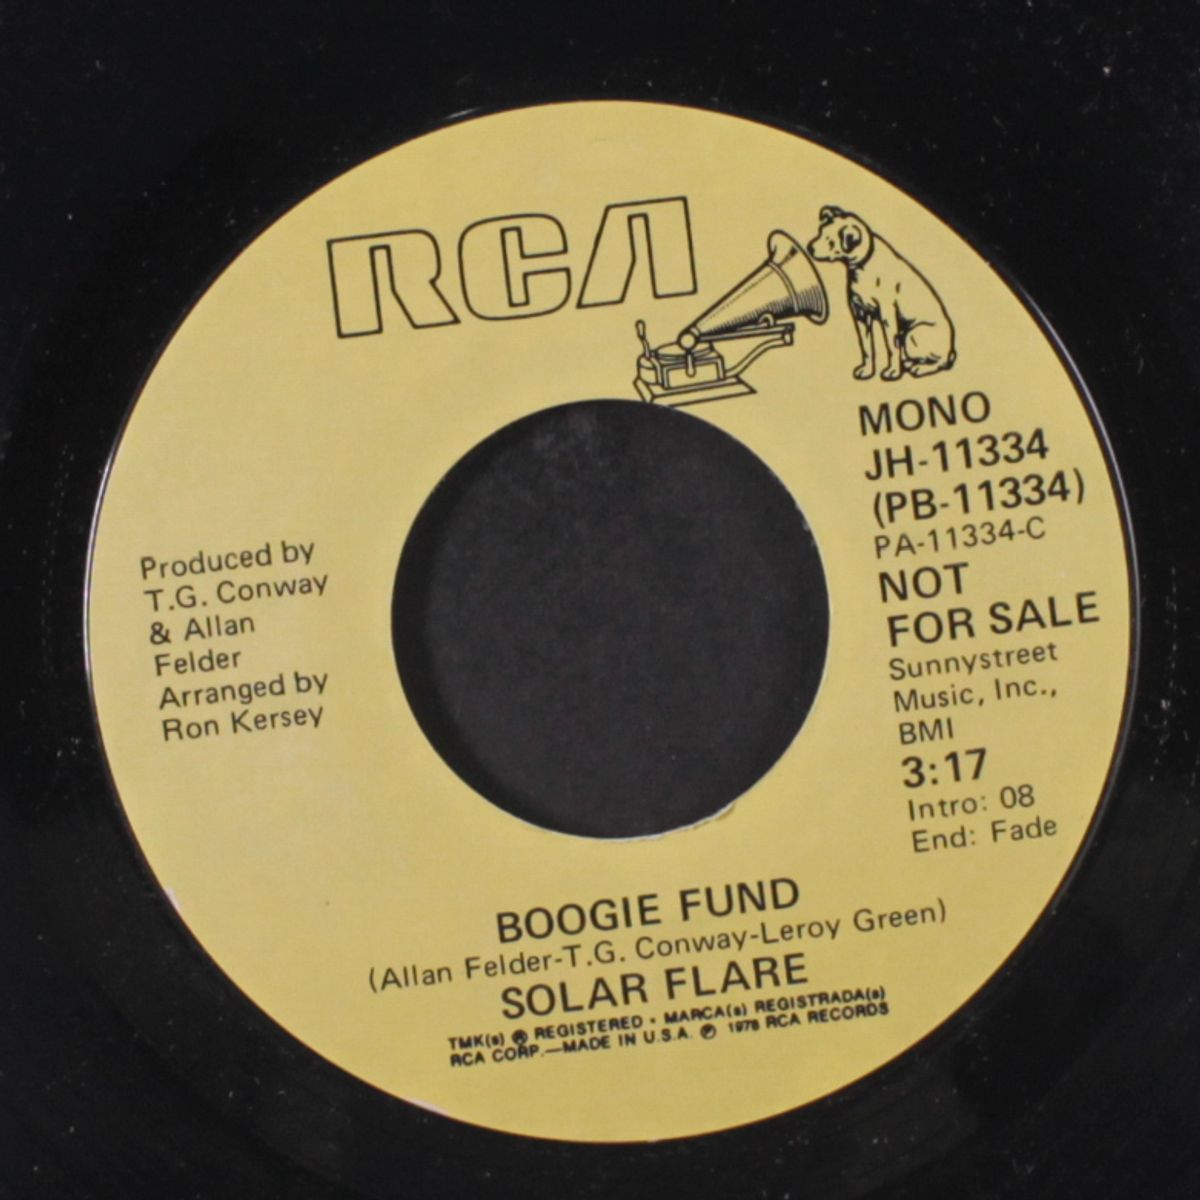 RCA
MONO
JH-11334
(PB-11334)
PA-11334-C
NOT
FOR SALE
Sunnystreet
Music, Inc.,
BMI
3:17
Intro: 08
End: Fade
Produced by
T.G. Conway
& Allan
Felder
Arranged by
Ron Kersey
BOOGIE FUND
(Allan Felder-T.G. Conway-Leroy Green)
SOLAR FLARE
TMK(s) ® REGISTERED • MARCA(s) REGISTRADA(s)
RCA CORP.—MADE IN U.S.A. ℗ 1978 RCA RECORDS